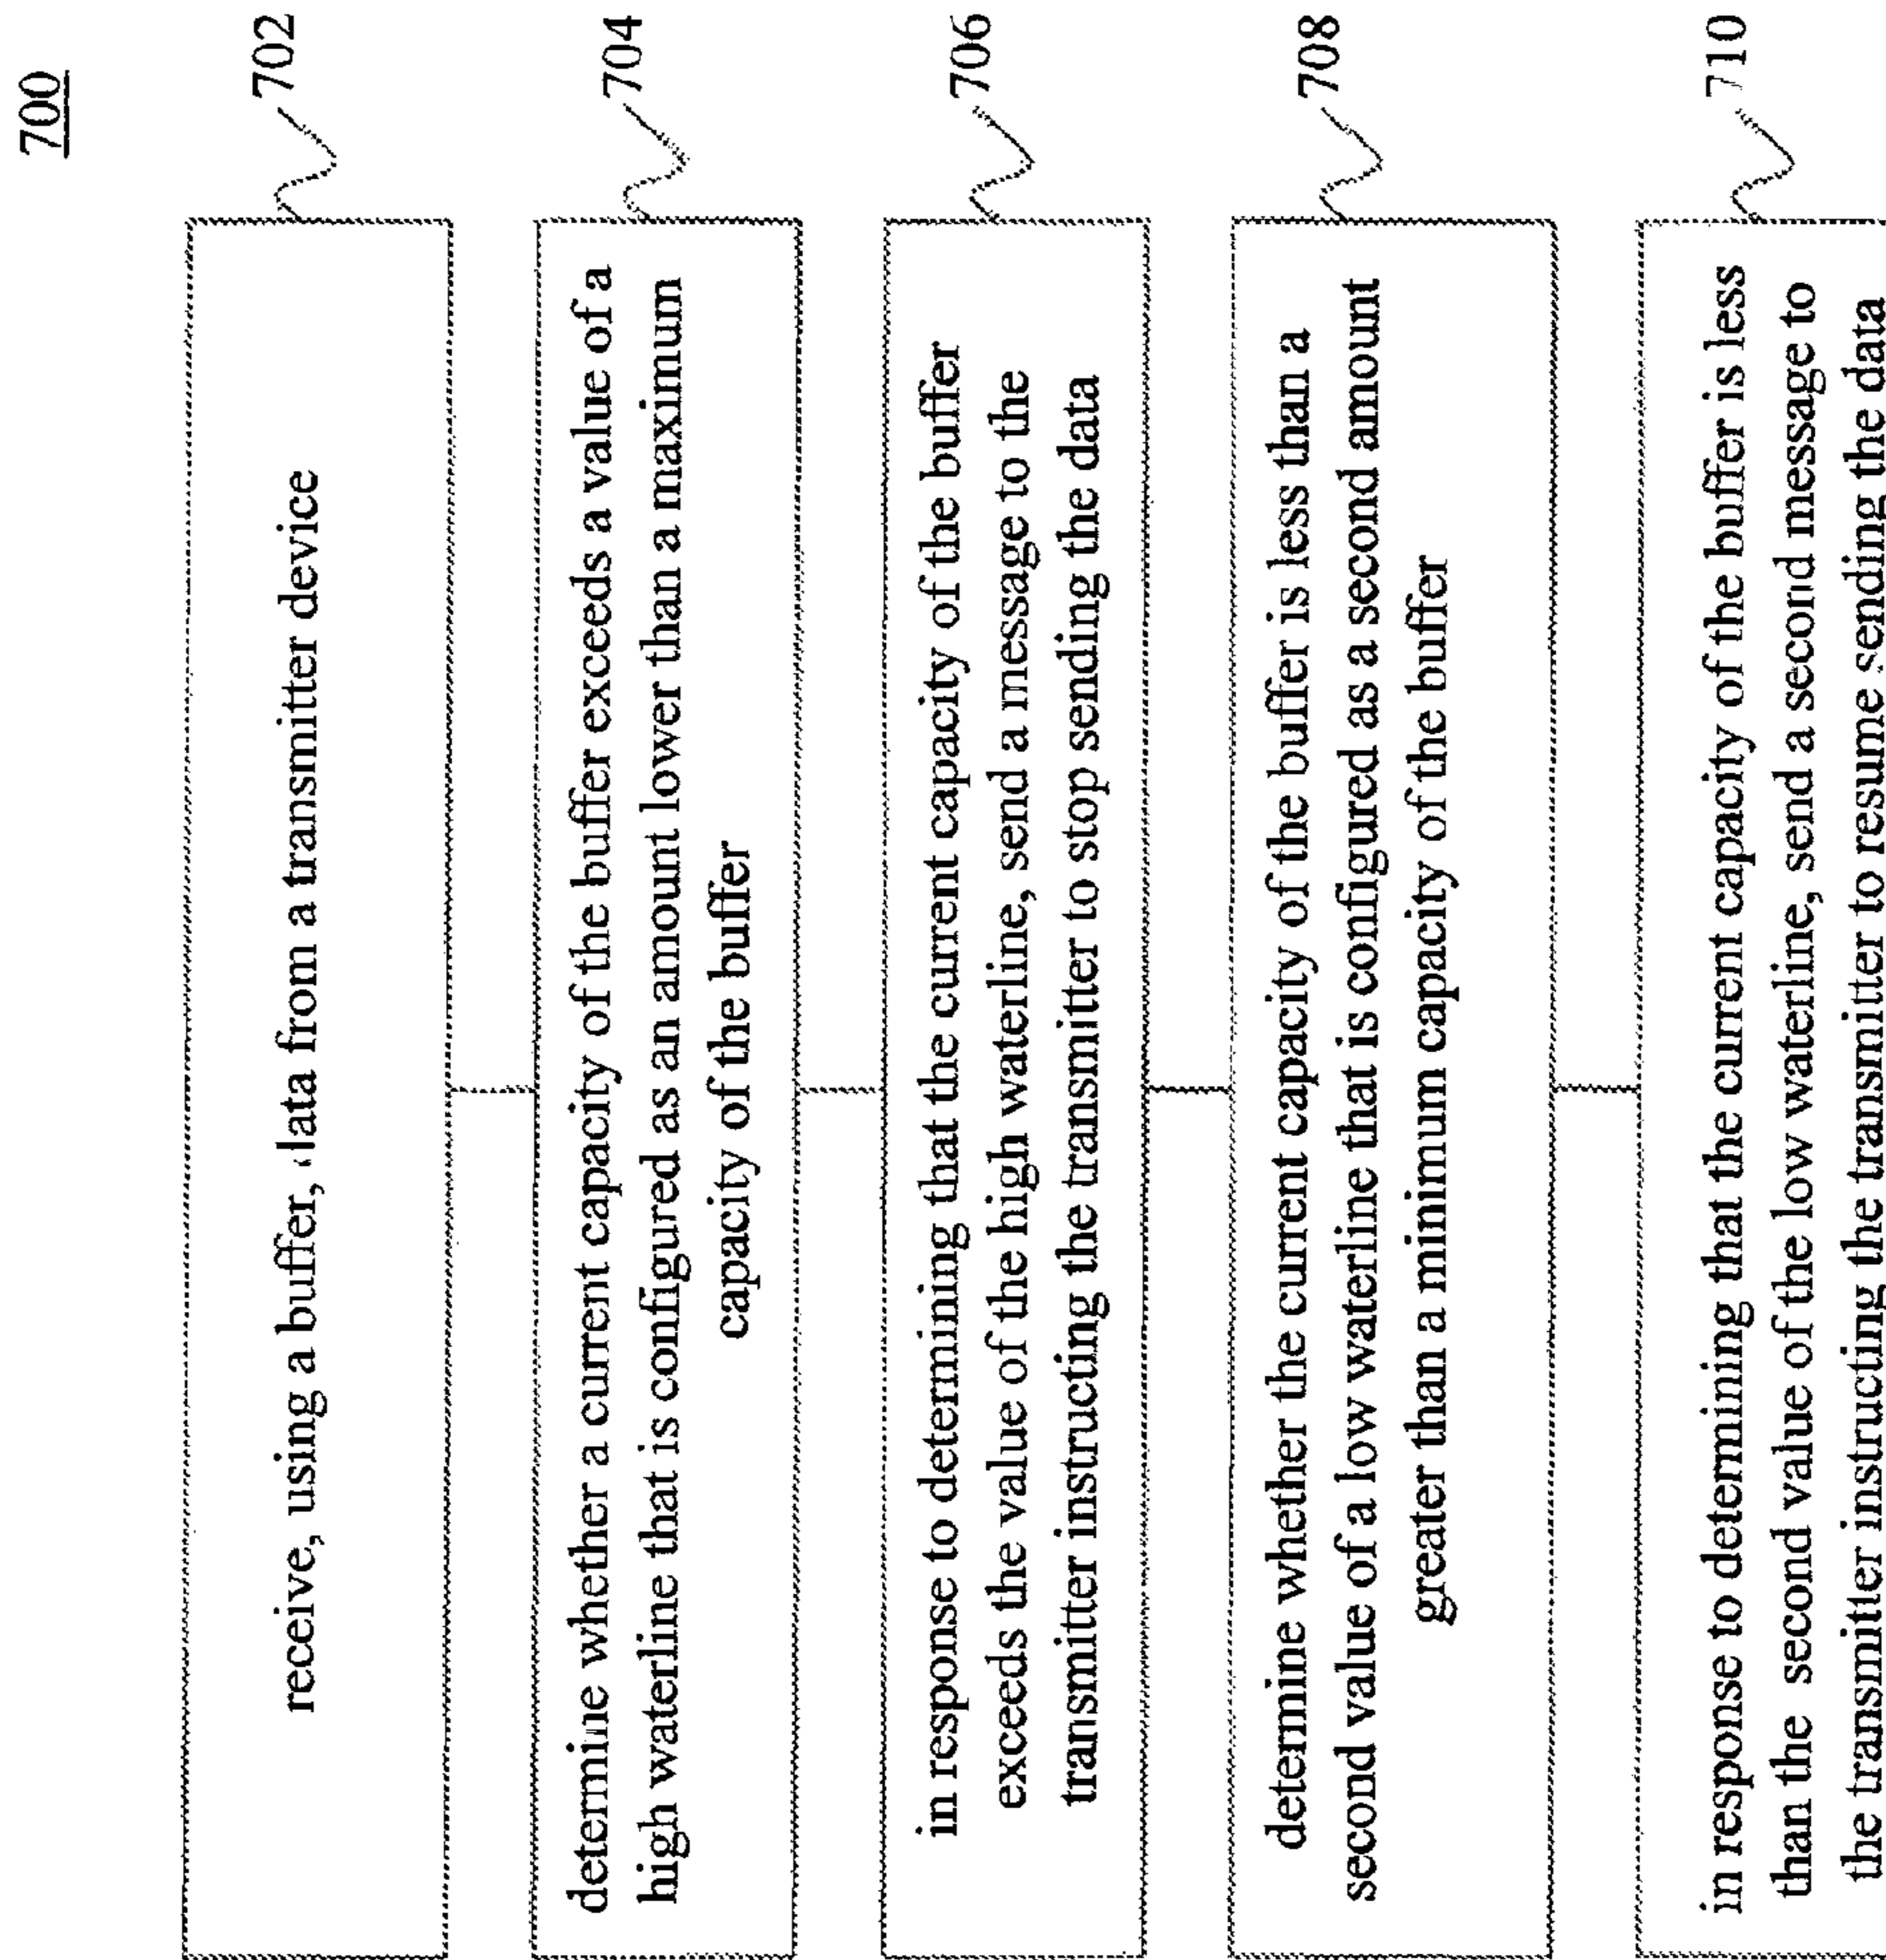 700
receive, using a buffer, data from a transmitter device
702
determine whether a current capacity of the buffer exceeds a value of a
high waterline that is configured as an amount lower than a maximum
capacity of the buffer
704
in response to determining that the current capacity of the buffer
exceeds the value of the high waterline, send a message to the
transmitter instructing the transmitter to stop sending the data
706
determine whether the current capacity of the buffer is less than a
second value of a low waterline that is configured as a second amount
greater than a minimum capacity of the buffer
708
in response to determining that the current capacity of the buffer is less
than the second value of the low waterline, send a second message to
the transmitter instructing the transmitter to resume sending the data
710